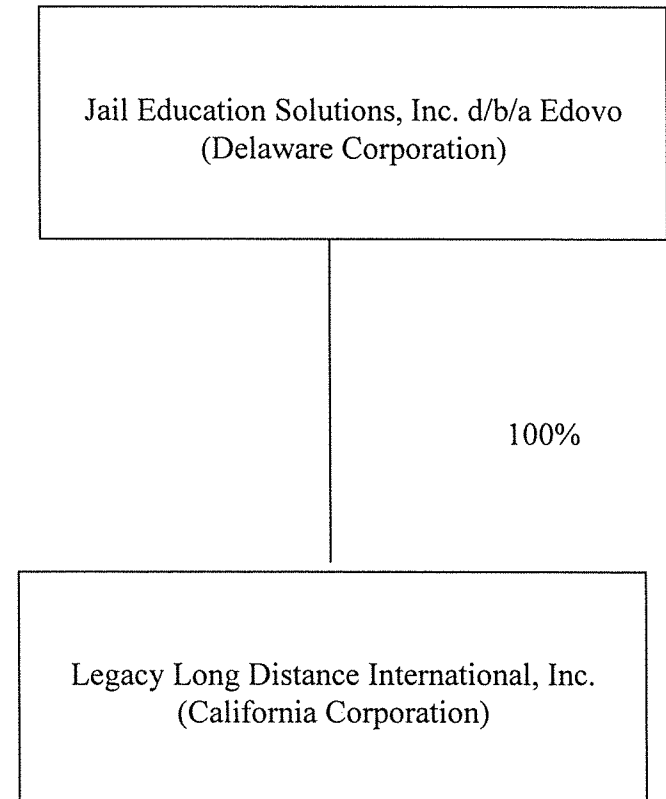 Jail Education Solutions, Inc. d/b/a Edovo
(Delaware Corporation)
100%
Legacy Long Distance International, Inc.
(California Corporation)